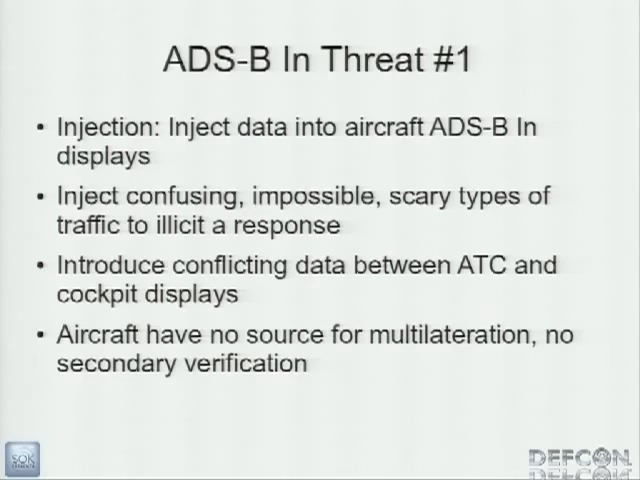 ADS-B In Threat #1
• Injection: Inject data into aircraft ADS-B In
displays
• Inject confusing, impossible, scary types of
traffic to illicit a response
• Introduce conflicting data between ATC and
cockpit displays
• Aircraft have no source for multilateration, no
secondary verification
DEFCON